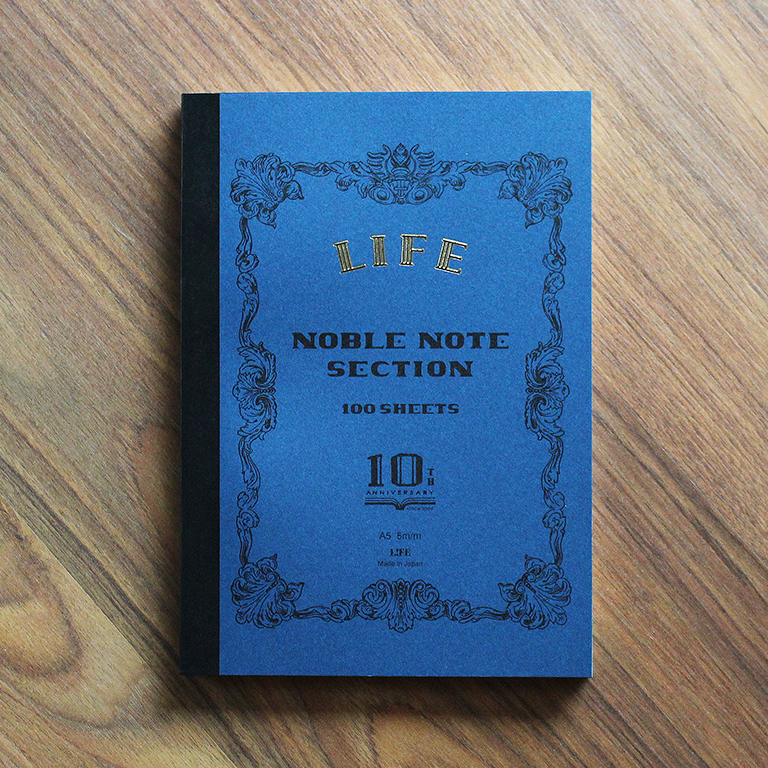 LIFE
NOBLE NOTE
SECTION
100 SHEETS
10TH
ANNIVERSARY
A5 5m/m
LIFE
Made in Japan